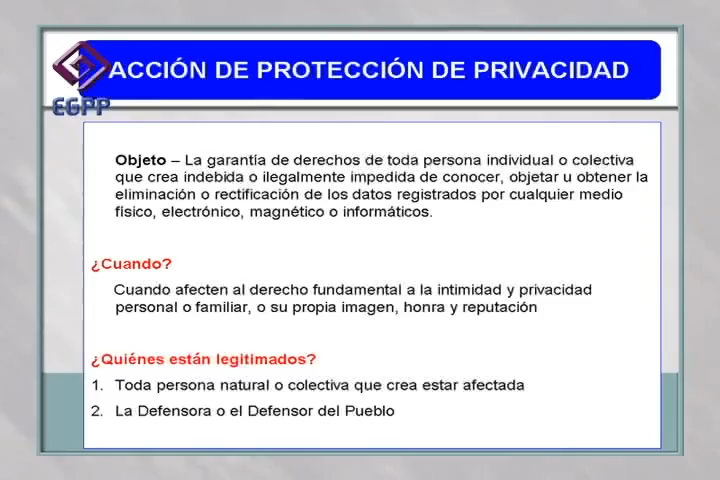 ACCIÓN DE PROTECCIÓN DE PRIVACIDAD
EGPP
Objeto – La garantía de derechos de toda persona individual o colectiva
que crea indebida o ilegalmente impedida de conocer, objetar u obtener la
eliminación o rectificación de los datos registrados por cualquier medio
físico, electrónico, magnético o informáticos.
¿Cuando?
Cuando afecten al derecho fundamental a la intimidad y privacidad
personal o familiar, o su propia imagen, honra y reputación
¿Quiénes están legitimados?
1. Toda persona natural o colectiva que crea estar afectada
2. La Defensora o el Defensor del Pueblo